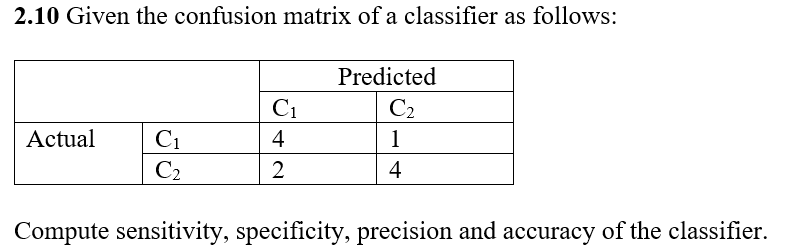 2.10 Given the confusion matrix of a classifier as follows:
Predicted
C₁ C₂
Actual C₁ 4 1
C₂ 2 4
Compute sensitivity, specificity, precision and accuracy of the classifier.